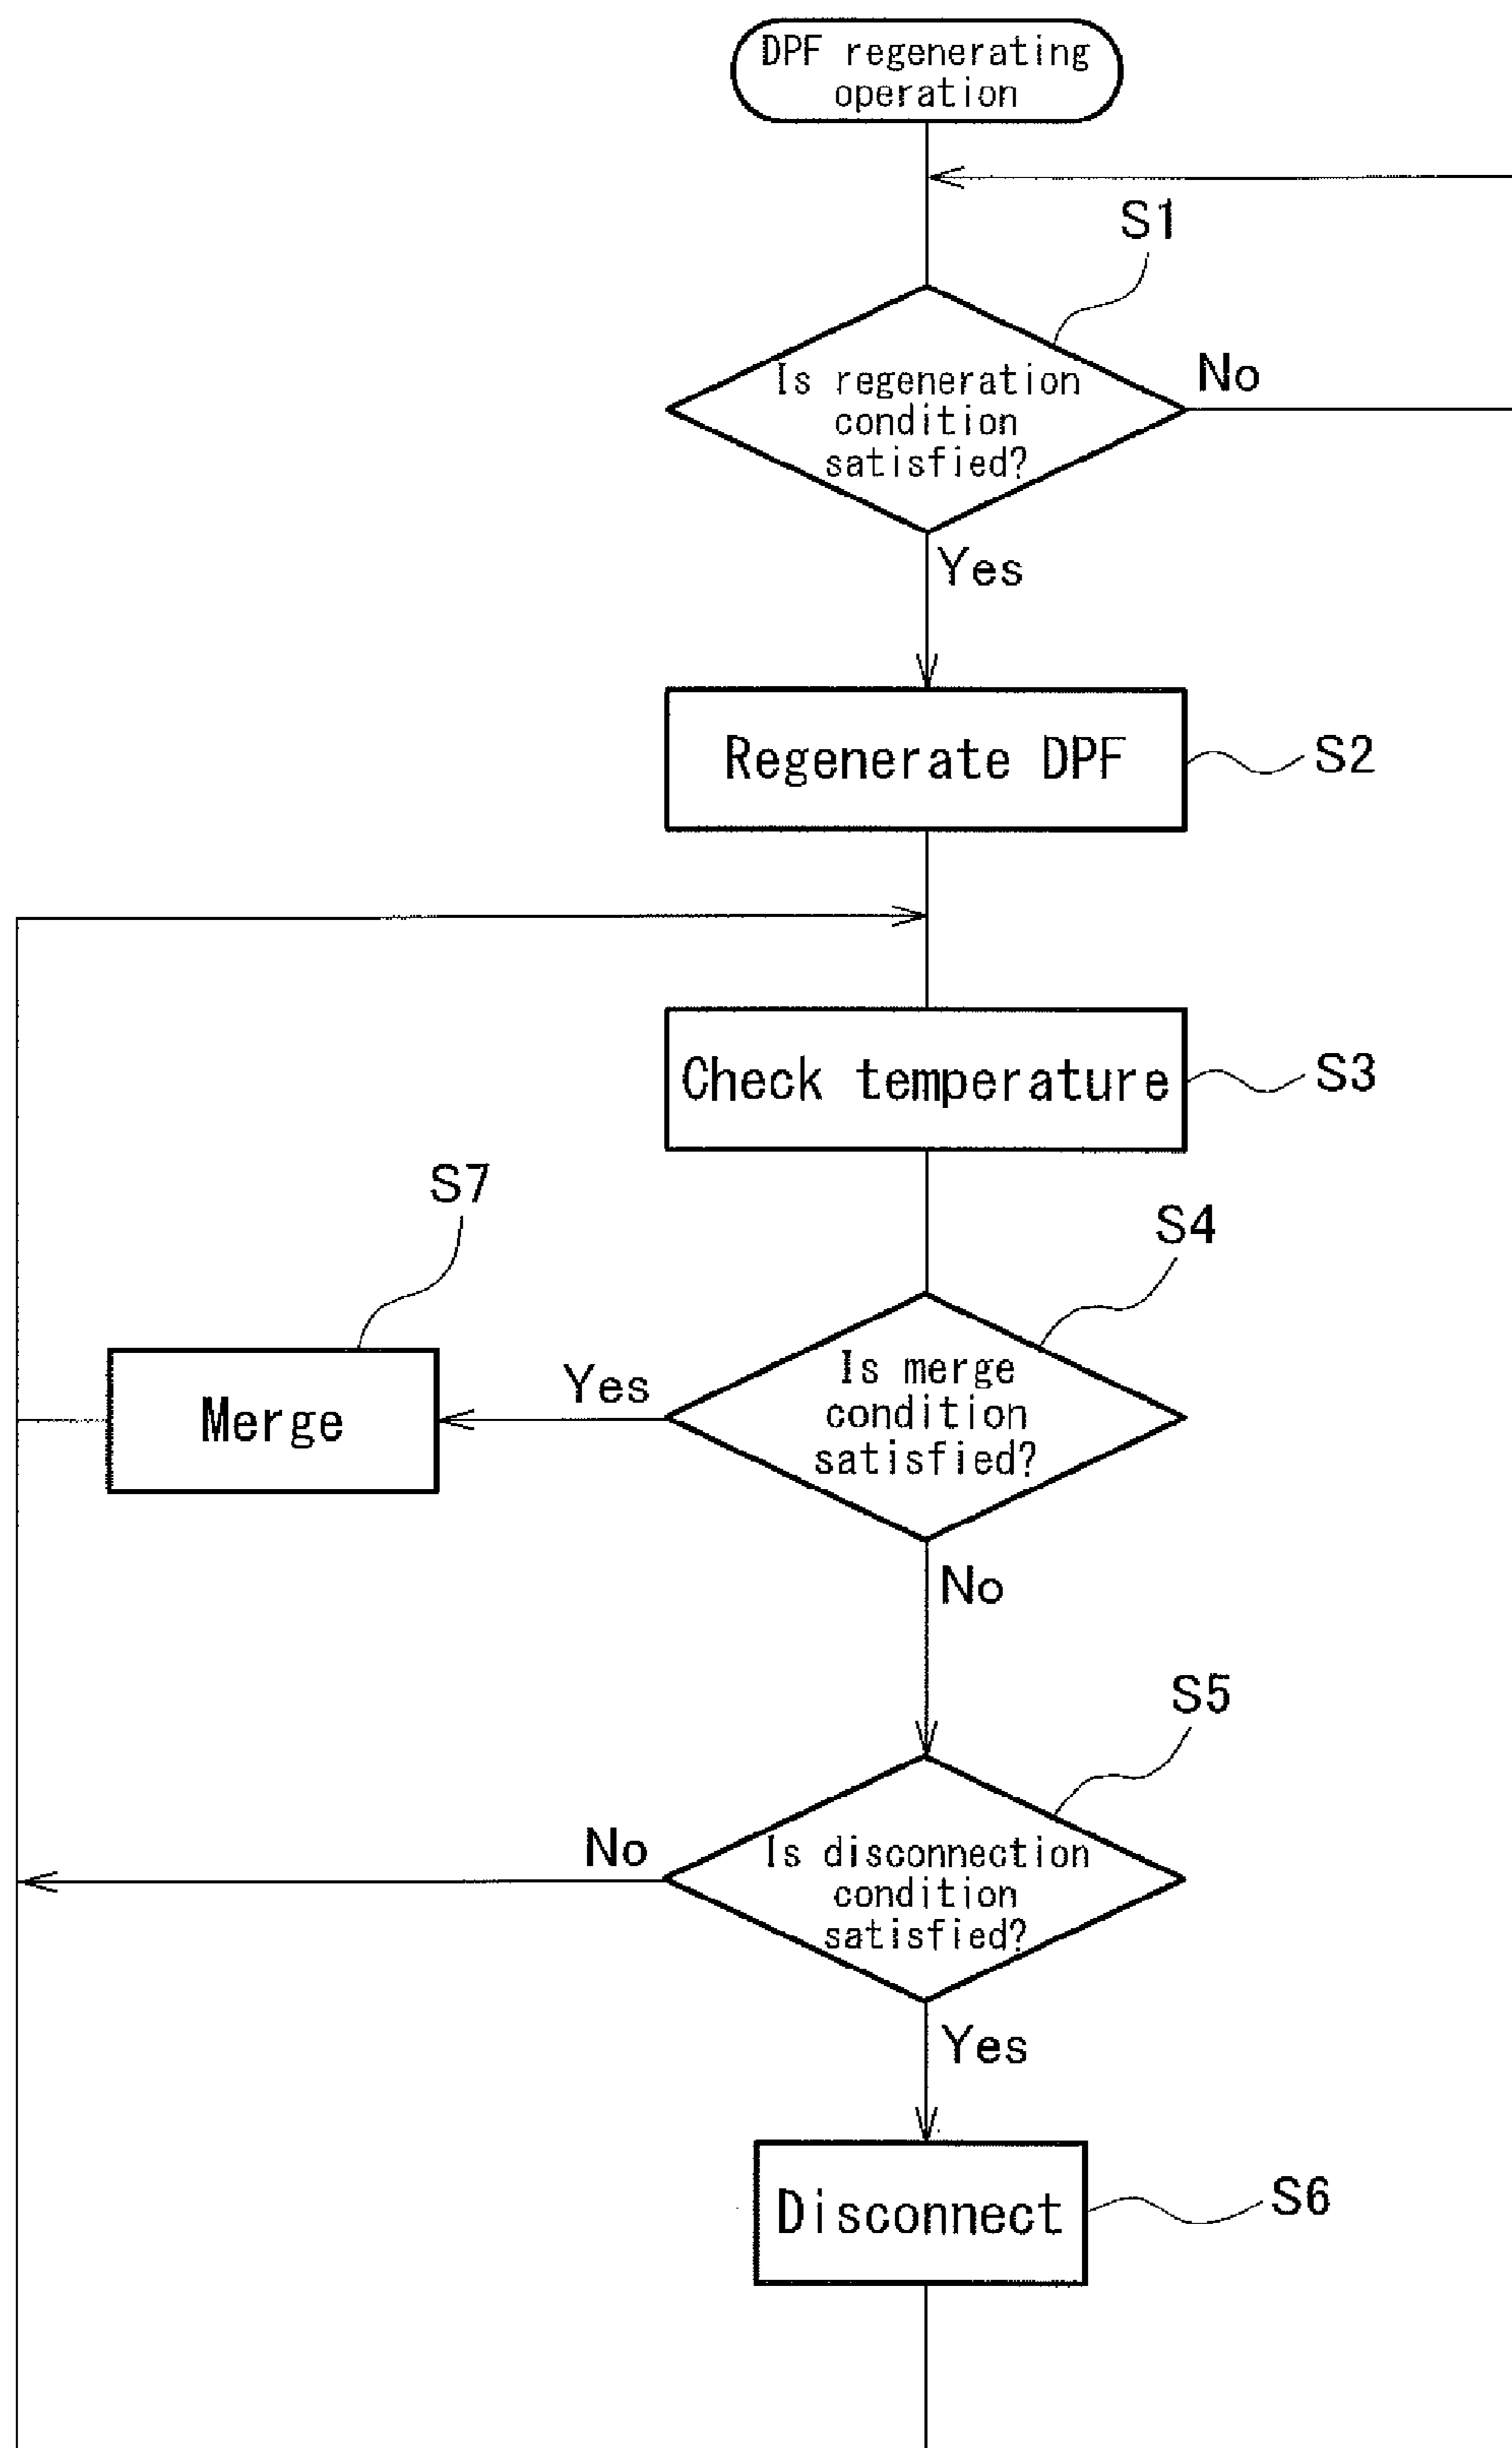 DPF regenerating
operation
S1
Is regeneration
condition
satisfied?
No
Yes
Regenerate DPF
S2
Check temperature
S3
S7
S4
Is merge
condition
satisfied?
Yes
Merge
No
S5
Is disconnection
condition
satisfied?
No
Yes
Disconnect
S6